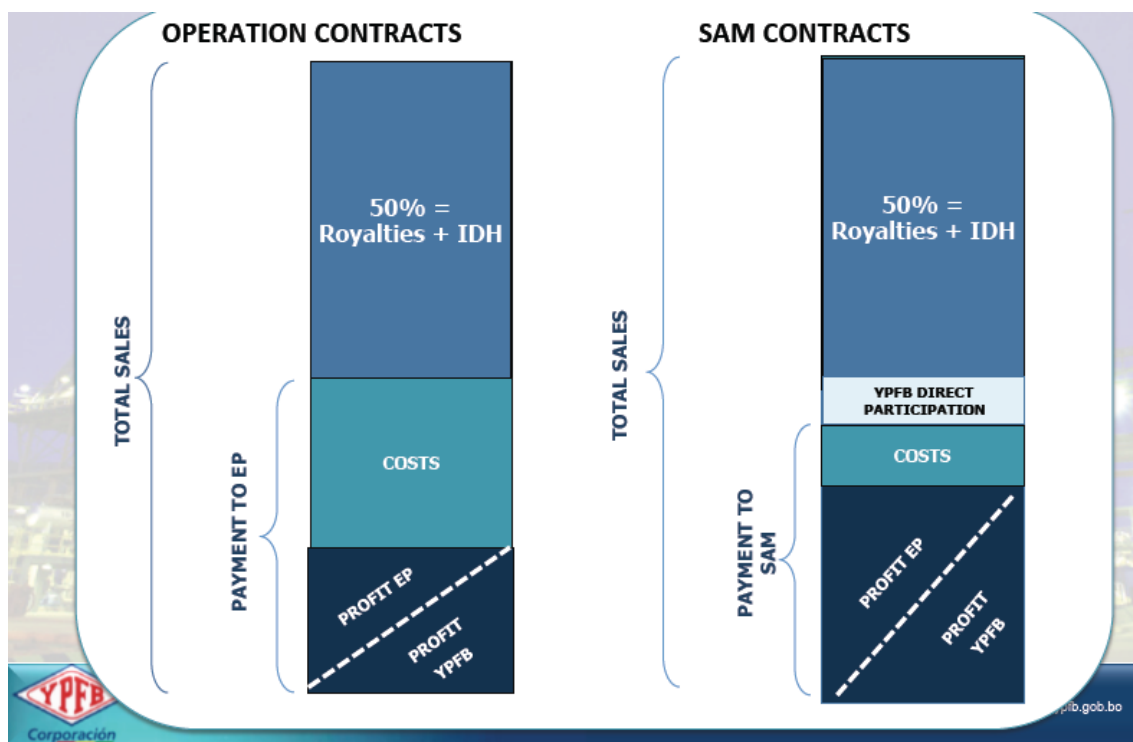 OPERATION CONTRACTS
SAM CONTRACTS
TOTAL SALES
PAYMENT TO EP
50% =
Royalties + IDH
COSTS
PROFIT EP
PROFIT
YPFB
TOTAL SALES
PAYMENT TO
SAM
50% =
Royalties + IDH
YPFB DIRECT
PARTICIPATION
COSTS
PROFIT EP
PROFIT
YPFB
YPFB
Corporación
ypfb.gob.bo